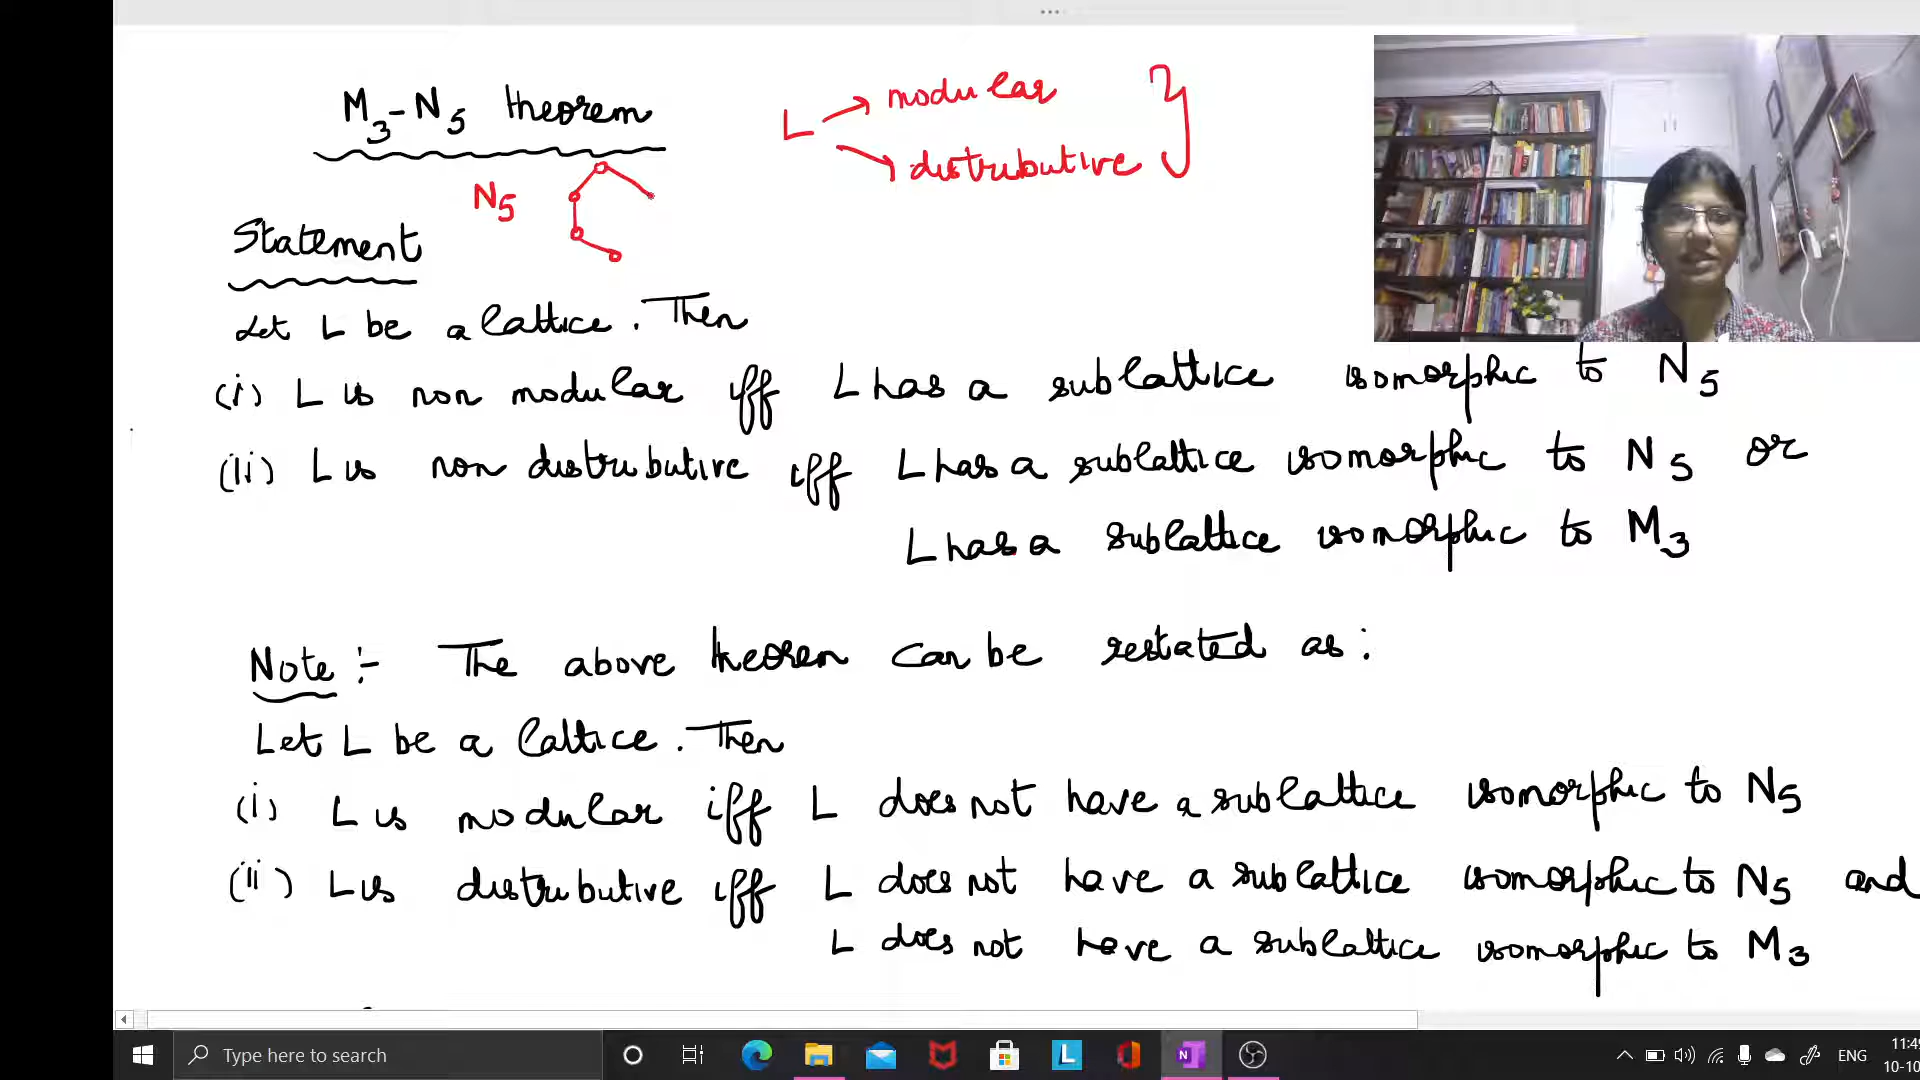 M3-N5 theorem
L → modular
→ distributive }
N5
Statement
Let L be a lattice. Then
(i) L is non modular iff L has a sublattice isomorphic to N5
(ii) L is non distributive iff L has a sublattice isomorphic to N5 or
L has a sublattice isomorphic to M3
Note :- The above theorem can be restated as :
Let L be a lattice. Then
(i) L is modular iff L does not have a sublattice isomorphic to N5
(ii) L is distributive iff L does not have a sublattice isomorphic to N5 and
L does not have a sublattice isomorphic to M3
Type here to search
ENG
11:49
10-10